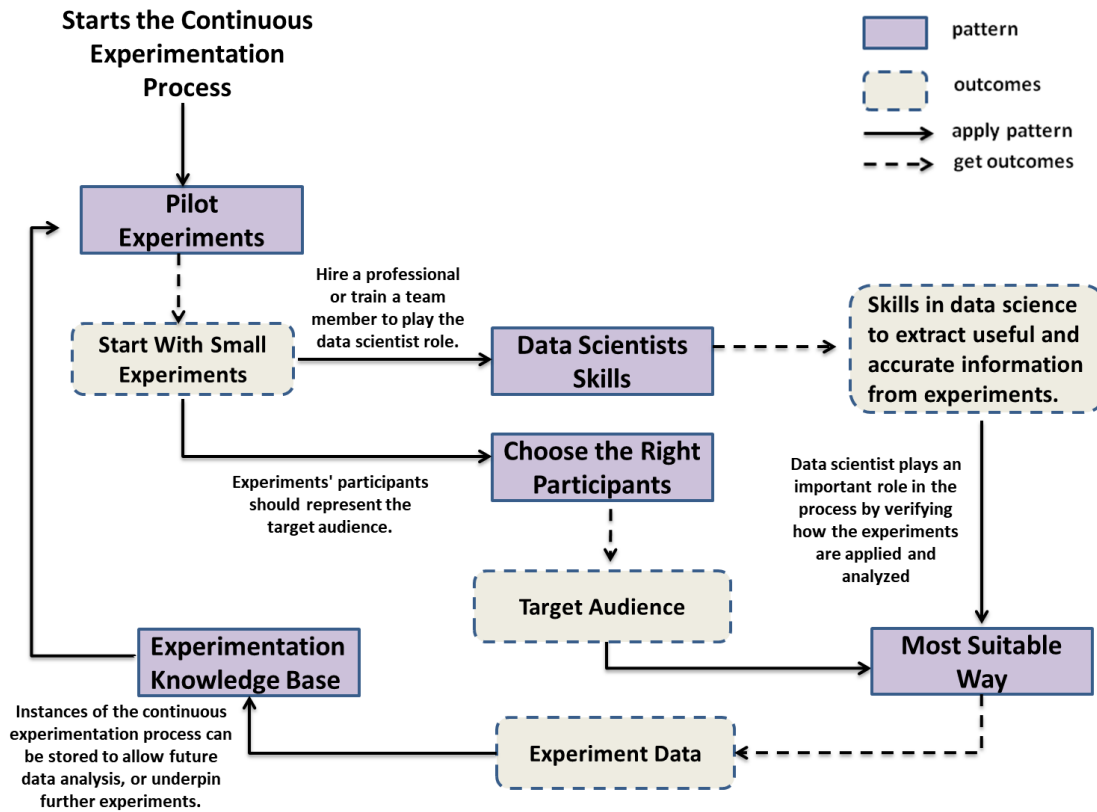 Starts the Continuous
Experimentation
Process
pattern
outcomes
apply pattern
get outcomes
Pilot
Experiments
Hire a professional
or train a team
member to play the
data scientist role.
Start With Small
Experiments
Data Scientists
Skills
Skills in data science
to extract useful and
accurate information
from experiments.
Choose the Right
Participants
Experiments' participants
should represent the
target audience.
Data scientist plays an
important role in the
process by verifying
how the experiments
are applied and
analyzed
Target Audience
Experimentation
Knowledge Base
Most Suitable
Way
Instances of the continuous
experimentation process can
be stored to allow future
data analysis, or underpin
further experiments.
Experiment Data